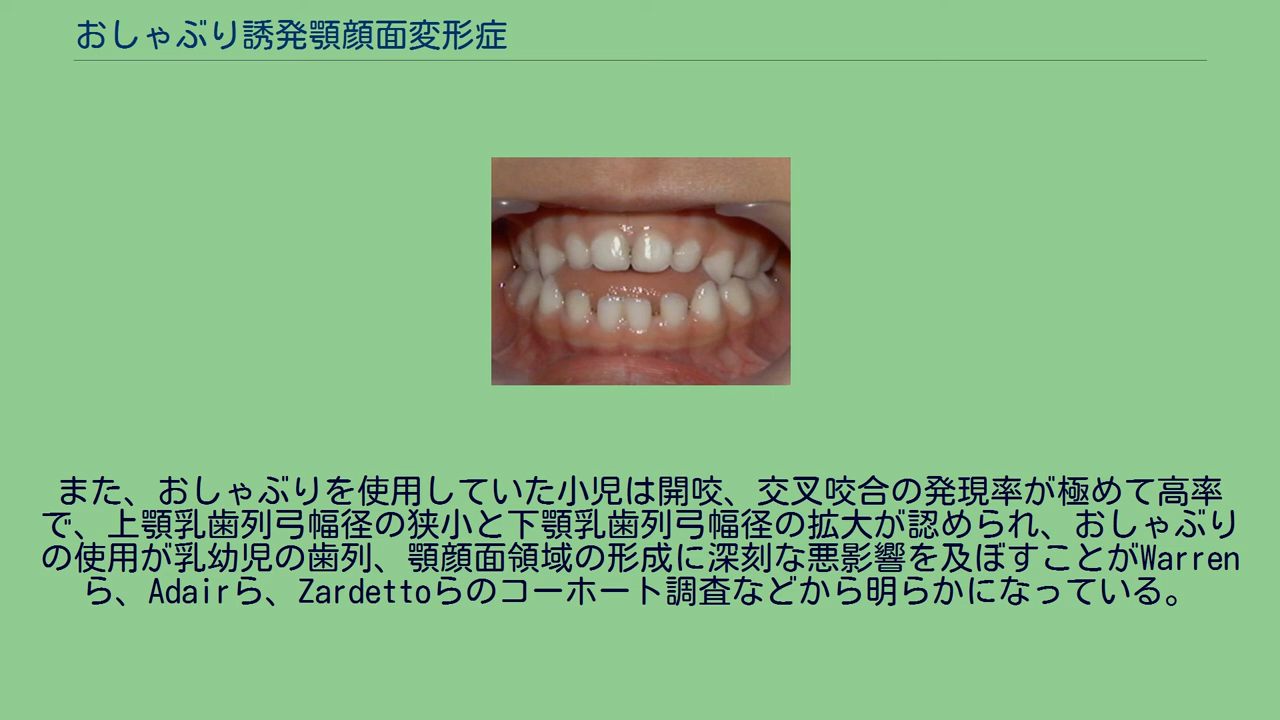 おしゃぶり誘発顎顔面変形症
また、おしゃぶりを使用していた小児は開咬、交叉咬合の発現率が極めて高率
で、上顎乳歯列弓幅径の狭小と下顎乳歯列弓幅径の拡大が認められ、おしゃぶり
の使用が乳幼児の歯列、顎顔面領域の形成に深刻な悪影響を及ぼすことがWarren
ら、Adairら、Zardettoらのコーホート調査などから明らかになっている。